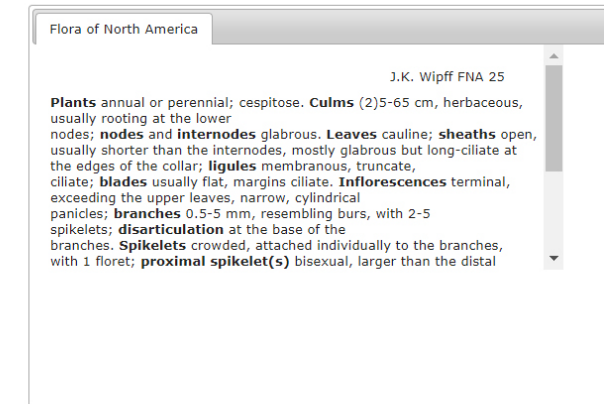 Flora of North America
J.K. Wipff FNA 25
Plants annual or perennial; cespitose. Culms (2)5-65 cm, herbaceous,
usually rooting at the lower
nodes; nodes and internodes glabrous. Leaves cauline; sheaths open,
usually shorter than the internodes, mostly glabrous but long-ciliate at
the edges of the collar; ligules membranous, truncate,
ciliate; blades usually flat, margins ciliate. Inflorescences terminal,
exceeding the upper leaves, narrow, cylindrical
panicles; branches 0.5-5 mm, resembling burs, with 2-5
spikelets; disarticulation at the base of the
branches. Spikelets crowded, attached individually to the branches,
with 1 floret; proximal spikelet(s) bisexual, larger than the distal